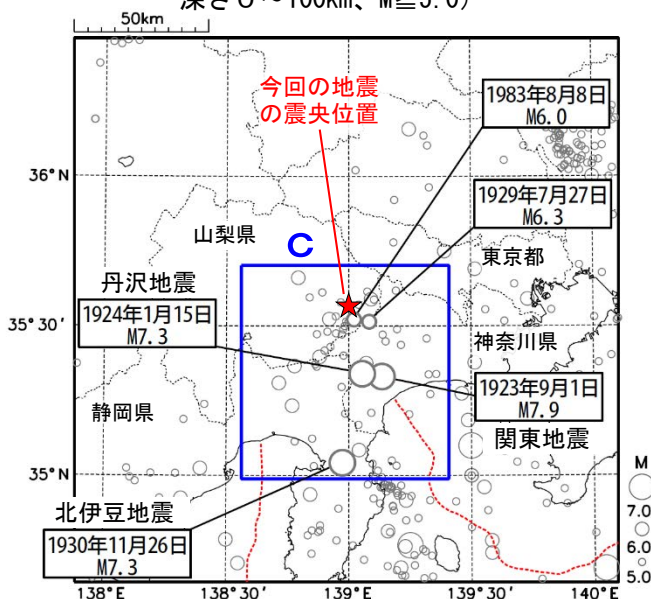 深さ0～100km、M≧5.0)
50km
今回の地震
の震央位置
1983年8月8日
M6.0
36°N
1929年7月27日
M6.3
山梨県
C
東京都
丹沢地震
1924年1月15日
M7.3
35°30'
神奈川県
1923年9月1日
M7.9
静岡県
関東地震
35°N
M
7.0
6.0
5.0
北伊豆地震
1930年11月26日
M7.3
138°E
138°30'
139°E
139°30'
140°E